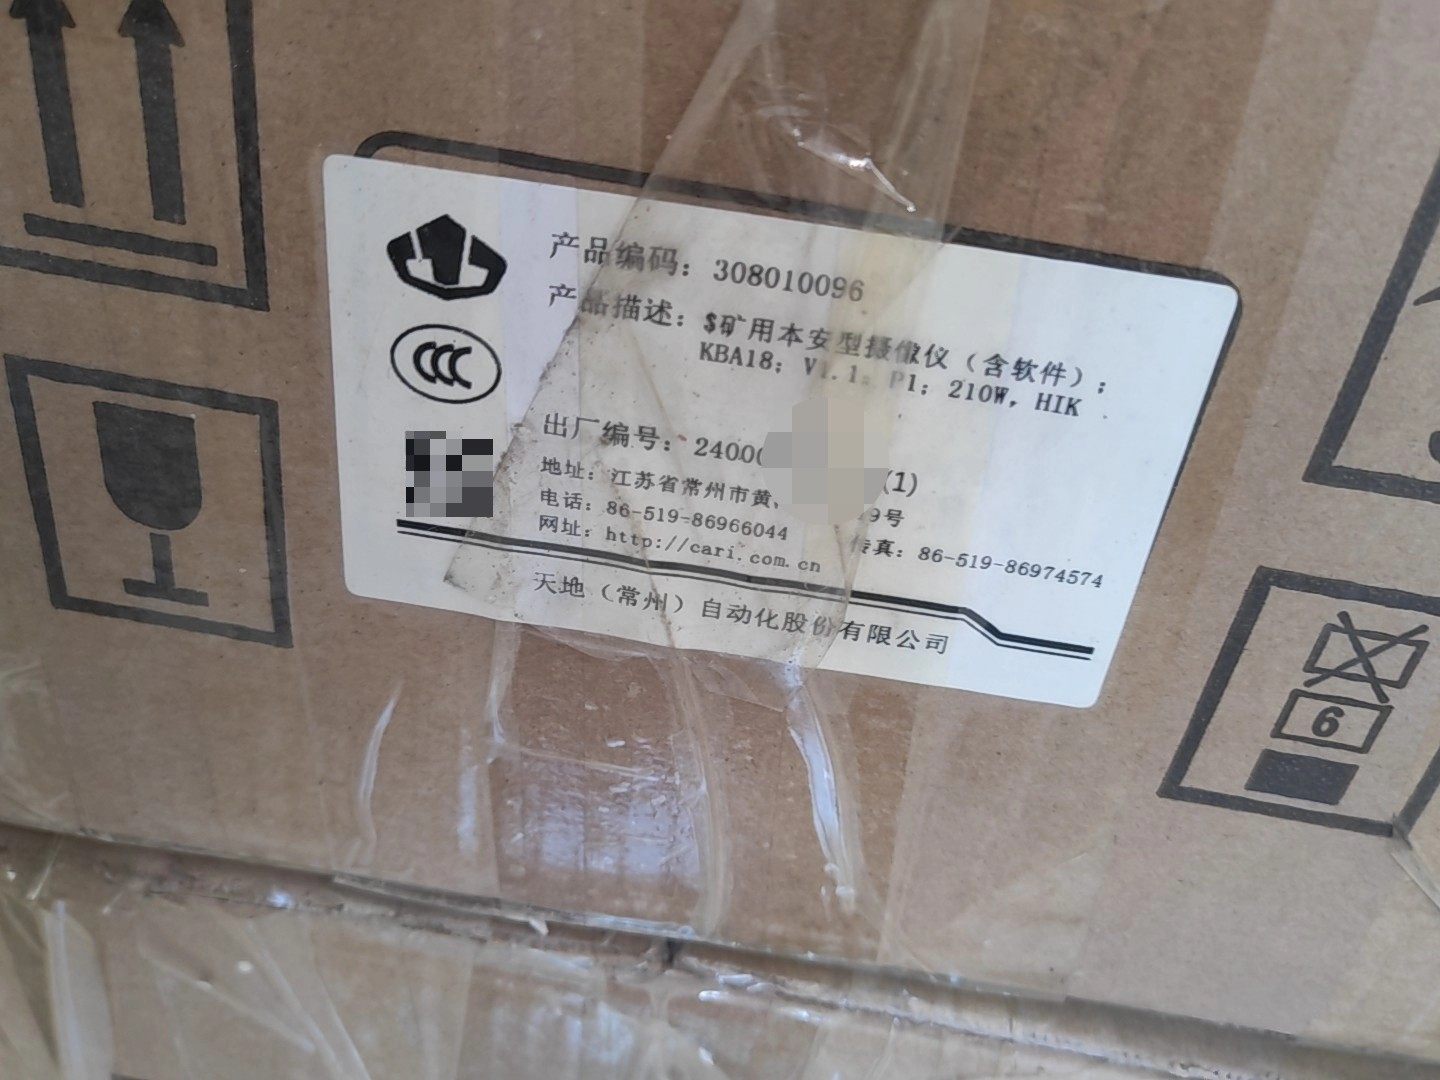 产品编码：308010096
产品描述：$矿用本安型摄像仪（含软件）；
KBA18；V1.1；P1；210W，HIK
出厂编号：2400 (1)
地址：江苏省常州市黄 9号
电话：86-519-86966044 传真：86-519-86974574
网址：http://cari.com.cn
天地（常州）自动化股份有限公司
CCC
6